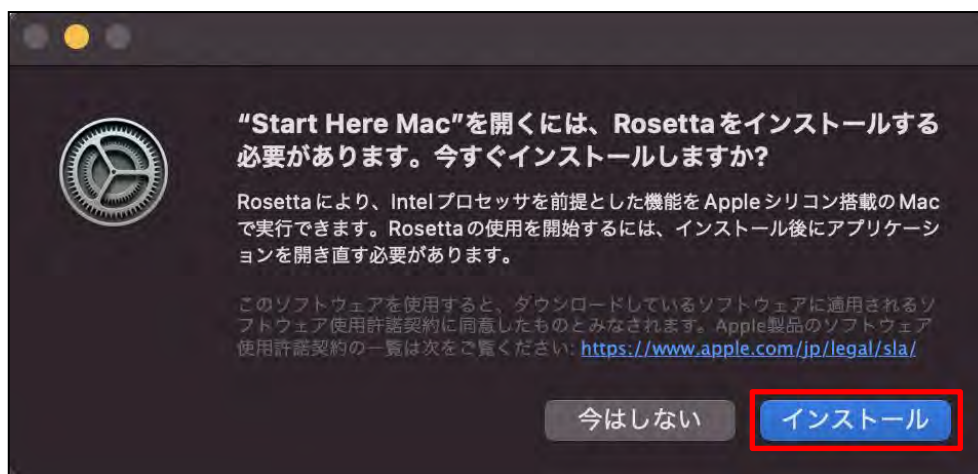 “Start Here Mac”を開くには、Rosettaをインストールする
必要があります。今すぐインストールしますか?
Rosettaにより、Intelプロセッサを前提とした機能をAppleシリコン搭載のMac
で実行できます。Rosettaの使用を開始するには、インストール後にアプリケーシ
ョンを開き直す必要があります。
このソフトウェアを使用すると、ダウンロードしているソフトウェアに適用されるソ
フトウェア使用許諾契約に同意したものとみなされます。Apple製品のソフトウェア
使用許諾契約の一覧は次をご覧ください: https://www.apple.com/jp/legal/sla/
今はしない
インストール